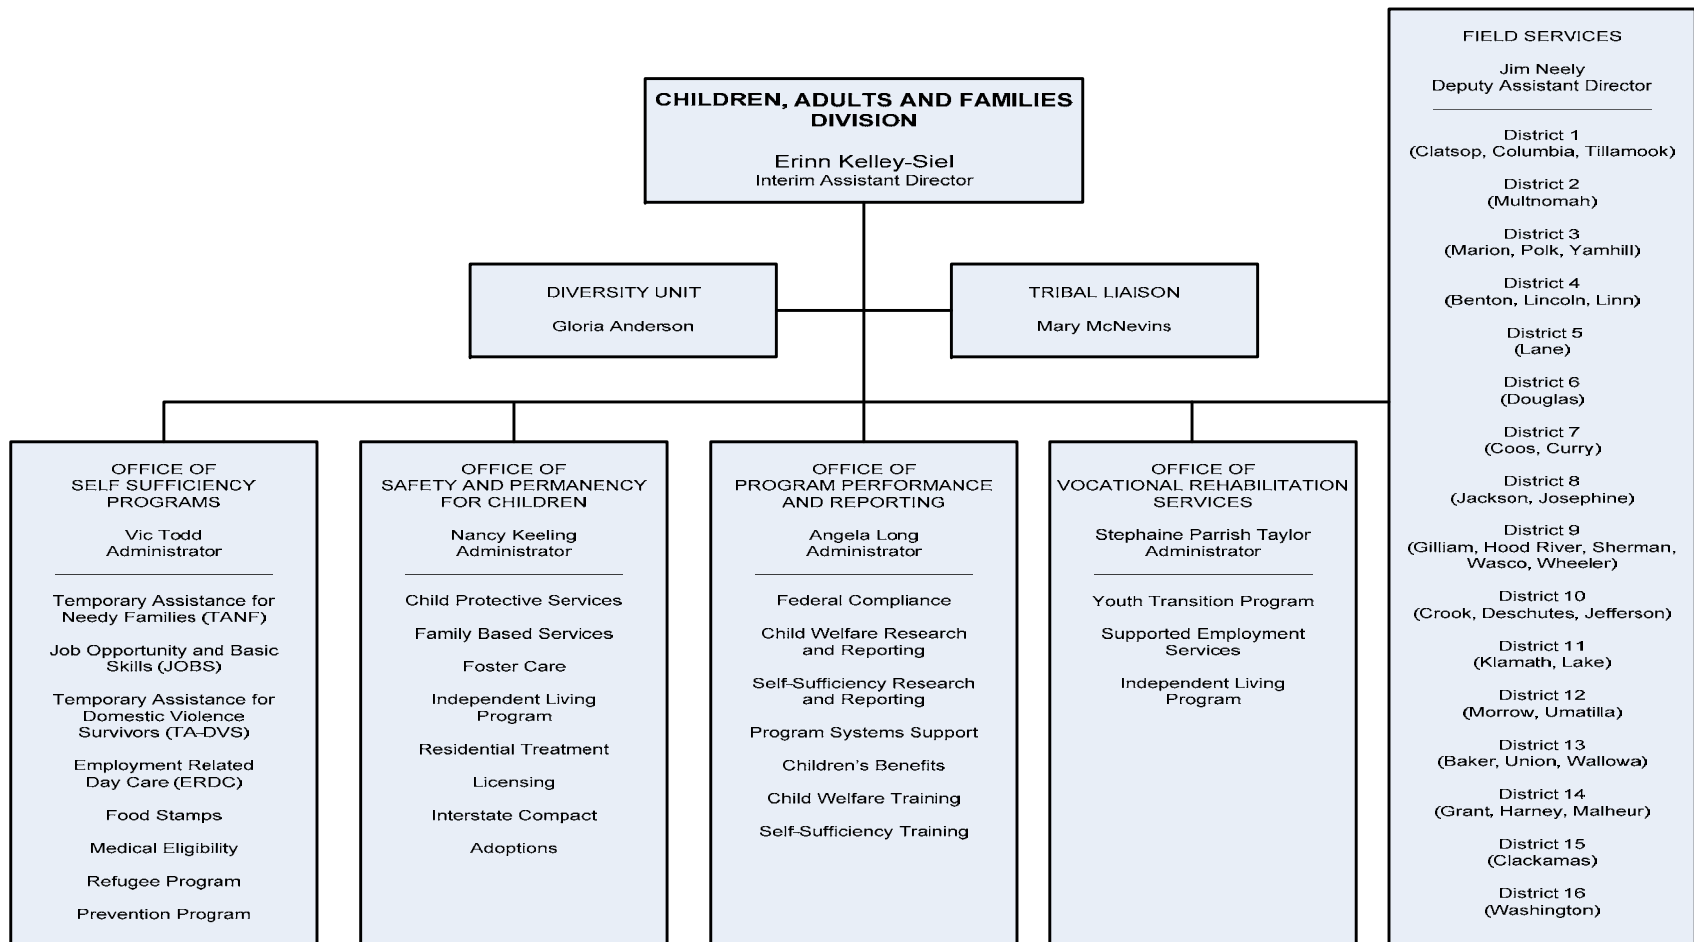 CHILDREN, ADULTS AND FAMILIES
DIVISION
Erinn Kelley-Siel
Interim Assistant Director
DIVERSITY UNIT
Gloria Anderson
TRIBAL LIAISON
Mary McNevins
OFFICE OF
SELF SUFFICIENCY
PROGRAMS
Vic Todd
Administrator
Temporary Assistance for
Needy Families (TANF)
Job Opportunity and Basic
Skills (JOBS)
Temporary Assistance for
Domestic Violence
Survivors (TA-DVS)
Employment Related
Day Care (ERDC)
Food Stamps
Medical Eligibility
Refugee Program
Prevention Program
OFFICE OF
SAFETY AND PERMANENCY
FOR CHILDREN
Nancy Keeling
Administrator
Child Protective Services
Family Based Services
Foster Care
Independent Living
Program
Residential Treatment
Licensing
Interstate Compact
Adoptions
OFFICE OF
PROGRAM PERFORMANCE
AND REPORTING
Angela Long
Administrator
Federal Compliance
Child Welfare Research
and Reporting
Self-Sufficiency Research
and Reporting
Program Systems Support
Children's Benefits
Child Welfare Training
Self-Sufficiency Training
OFFICE OF
VOCATIONAL REHABILITATION
SERVICES
Stephaine Parrish Taylor
Administrator
Youth Transition Program
Supported Employment
Services
Independent Living
Program
FIELD SERVICES
Jim Neely
Deputy Assistant Director
District 1
(Clatsop, Columbia, Tillamook)
District 2
(Multnomah)
District 3
(Marion, Polk, Yamhill)
District 4
(Benton, Lincoln, Linn)
District 5
(Lane)
District 6
(Douglas)
District 7
(Coos, Curry)
District 8
(Jackson, Josephine)
District 9
(Gilliam, Hood River, Sherman,
Wasco, Wheeler)
District 10
(Crook, Deschutes, Jefferson)
District 11
(Klamath, Lake)
District 12
(Morrow, Umatilla)
District 13
(Baker, Union, Wallowa)
District 14
(Grant, Harney, Malheur)
District 15
(Clackamas)
District 16
(Washington)